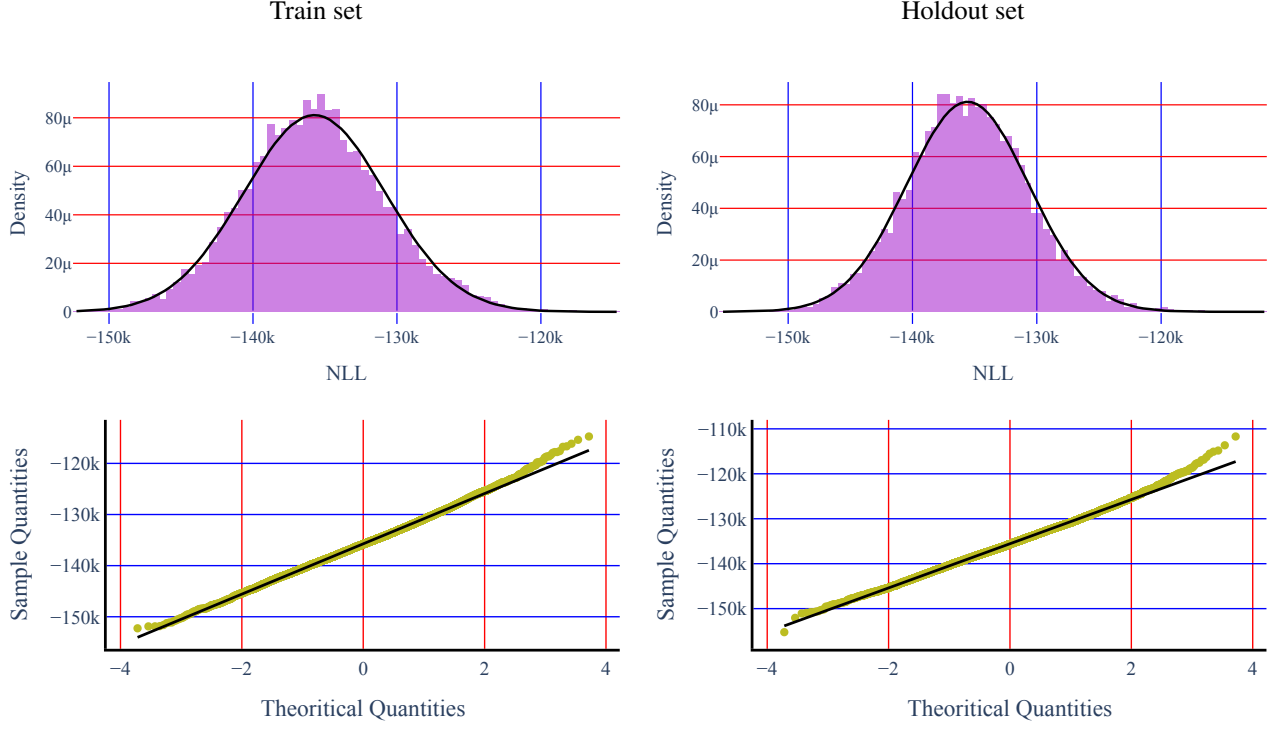 Train set
Holdout set
80μ
60μ
40μ
20μ
0
Density
−150k
−140k
−130k
−120k
NLL
80μ
60μ
40μ
20μ
0
Density
−150k
−140k
−130k
−120k
NLL
−120k
−130k
−140k
−150k
Sample Quantities
−4
−2
0
2
4
Theoritical Quantities
−110k
−120k
−130k
−140k
−150k
Sample Quantities
−4
−2
0
2
4
Theoritical Quantities